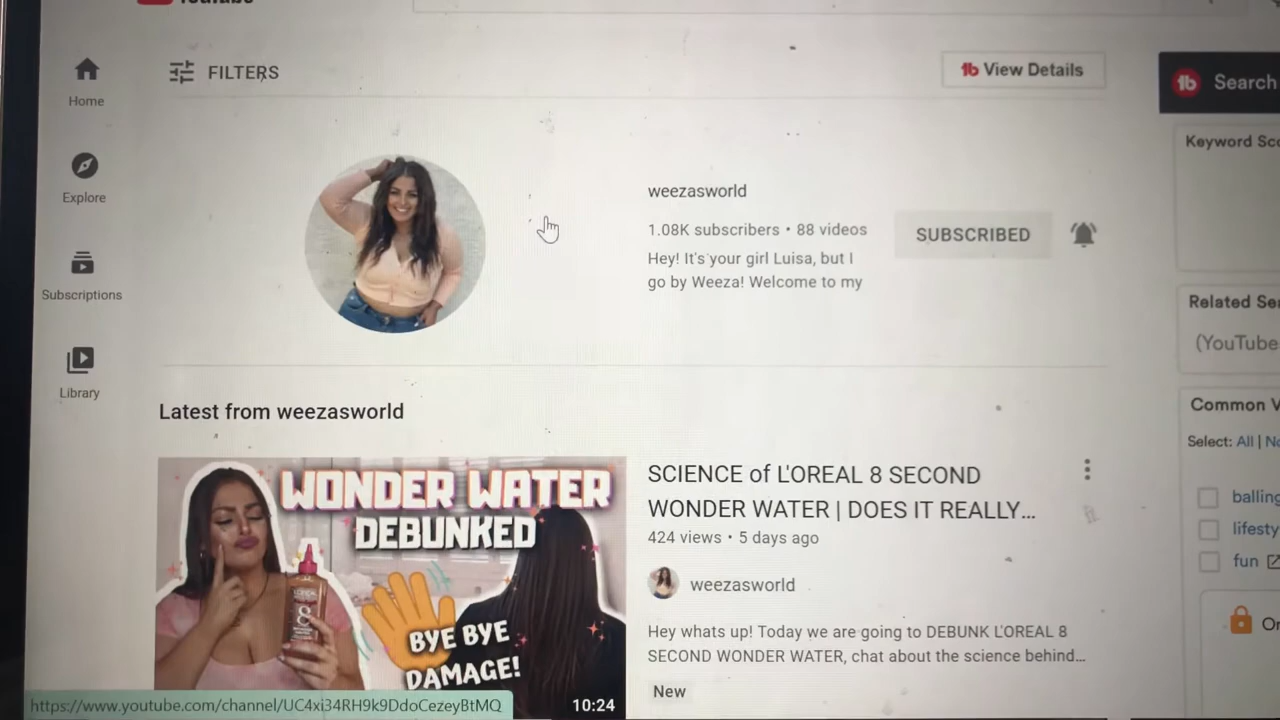 FILTERS
View Details
Search
Home
Keyword
Explore
weezasworld
1.08K subscribers • 88 videos
SUBSCRIBED
Hey! It's your girl Luisa, but I
go by Weeza! Welcome to my
Subscriptions
Related
(YouTube
Library
Latest from weezasworld
Common
Select: All |
WONDER WATER
DEBUNKED
SCIENCE of L'OREAL 8 SECOND
WONDER WATER | DOES IT REALLY...
424 views • 5 days ago
fun
weezasworld
L'OREAL
8
BYE BYE
DAMAGE!
Hey whats up! Today we are going to DEBUNK L'OREAL 8
SECOND WONDER WATER, chat about the science behind...
New
10:24
https://www.youtube.com/channel/UC4xi34RH9k9DdoCezeyBtMQ